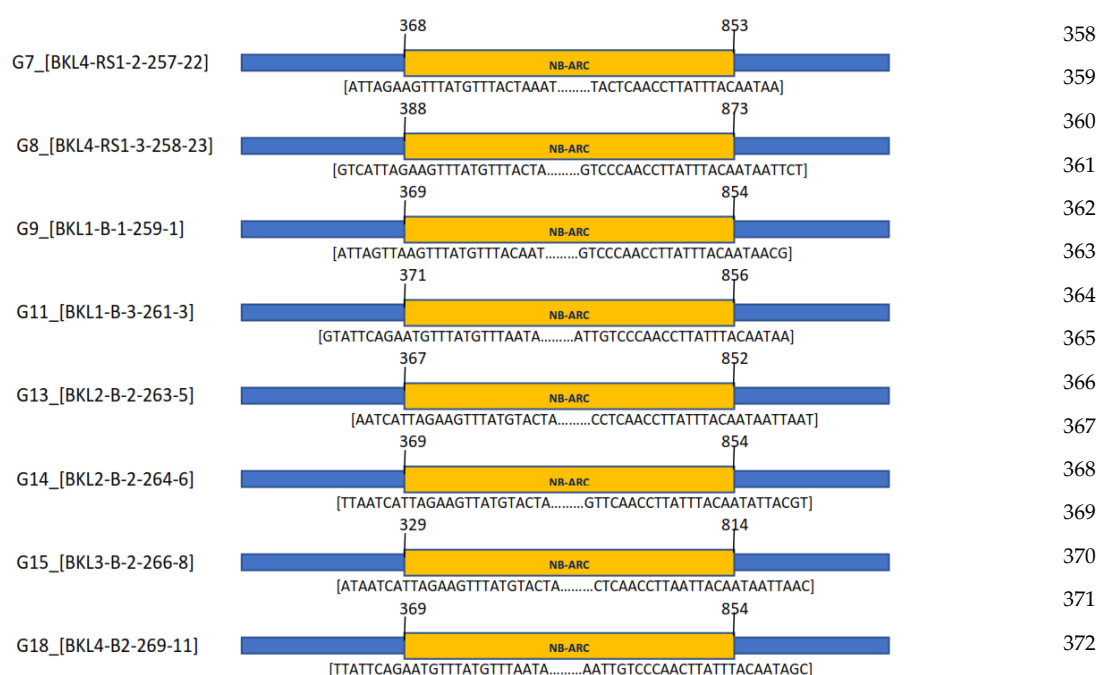 368 853 358
G7_[BKL4-RS1-2-257-22] NB-ARC
[ATTAGAAGTTTATGTTTACTAAAT.........TACTCAACCTTATTTACAATAA] 359
388 873 360
G8_[BKL4-RS1-3-258-23] NB-ARC
[GTCATTAGAAGTTTATGTTTACTA.........GTCCCAACCTTATTTACAATAATTCT] 361
369 854 362
G9_[BKL1-B-1-259-1] NB-ARC
[ATTAGTTAAGTTTATGTTTACAAT.........GTCCCAACCTTATTTACAATAACG] 363
371 856 364
G11_[BKL1-B-3-261-3] NB-ARC
[GTATTCAGAATGTTTATGTTTAATA.........ATTGTCCCAACCTTATTTACAATAA] 365
367 852 366
G13_[BKL2-B-2-263-5] NB-ARC
[AATCATTAGAAGTTTATGTACTA.........CCTCAACCTTATTTACAATAATTAAT] 367
369 854 368
G14_[BKL2-B-2-264-6] NB-ARC
[TTAATCATTAGAAGTTATGTACTA.........GTTCAACCTTATTTACAATATTACGT] 369
329 814 370
G15_[BKL3-B-2-266-8] NB-ARC
[ATAATCATTAGAAGTTTATGTACTA.........CTCAACCTTAATTACAATAATTAAC] 371
369 854
G18_[BKL4-B2-269-11] NB-ARC 372
[TTATTCAGAATGTTTATGTTTAATA.........AATTGTCCCAACTTATTTACAATAGC]